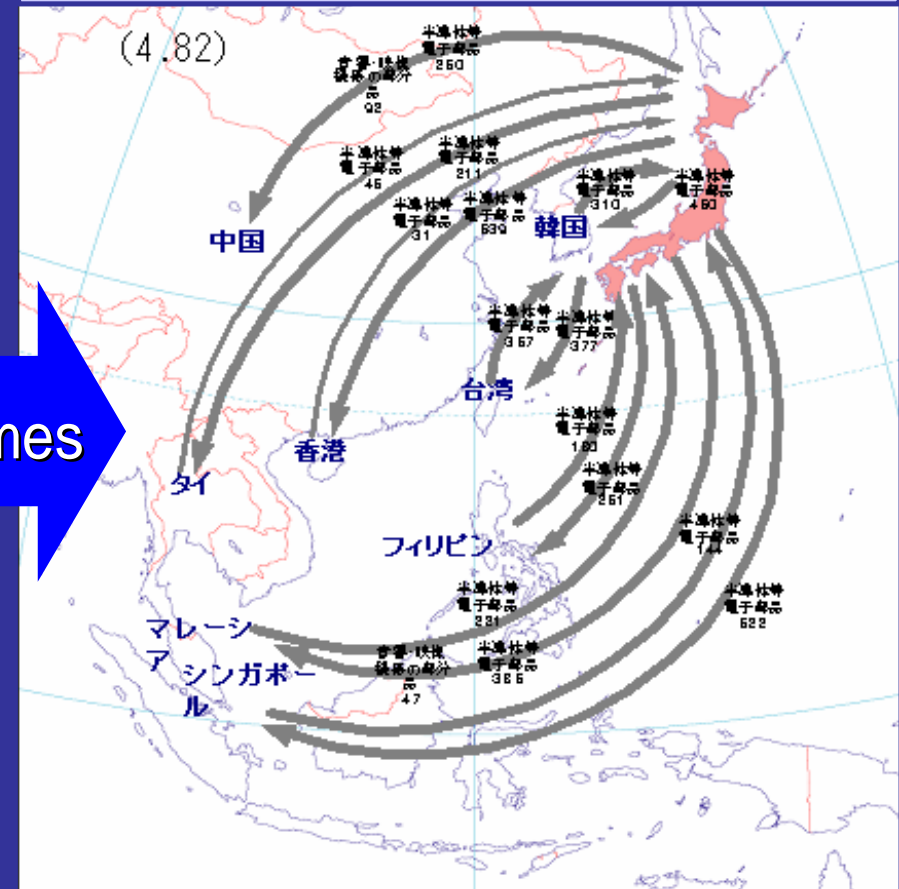 (4.82)
半導体等
電子部品
260
音響・映像
機器の部分
品
92
半導体等
電子部品
45
半導体等
電子部品
211
半導体等
電子部品
31
半導体等
電子部品
639
半導体等
電子部品
310
半導体等
電子部品
460
中国
韓国
半導体等
電子部品
367
半導体等
電子部品
377
台湾
mes
半導体等
電子部品
香港
タイ
半導体等
電子部品
261
半導体等
電子部品
144
フィリピン
半導体等
電子部品
221
半導体等
電子部品
622
マレーシ
ア
音響・映像
機器の部分
品
47
半導体等
電子部品
シンガポー
ル